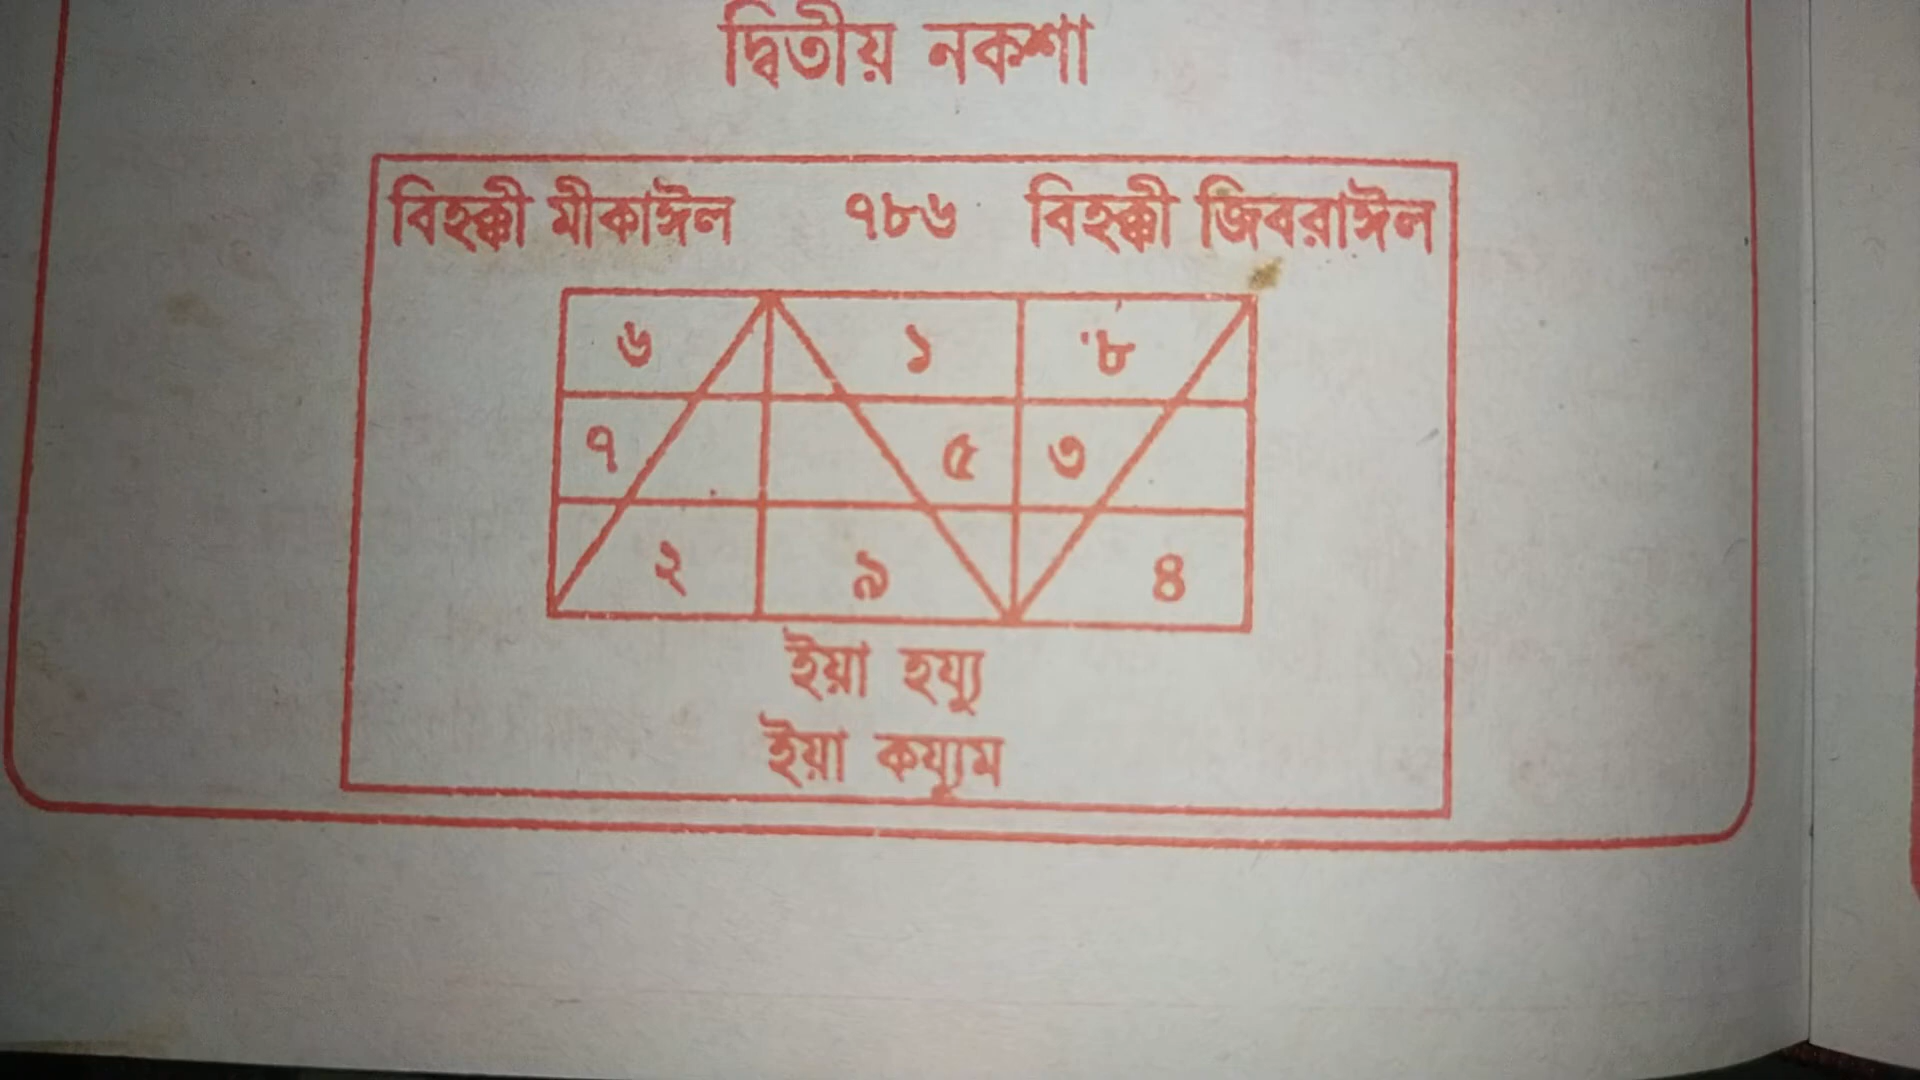 দ্বিতীয় নকশা
বিহক্কী মীকাঈল ৭৮৬ বিহক্কী জিবরাঈল
৬ ১ ৮
৭ ৫ ৩
২ ৯ ৪
ইয়া হয্যু
ইয়া কয্যুম